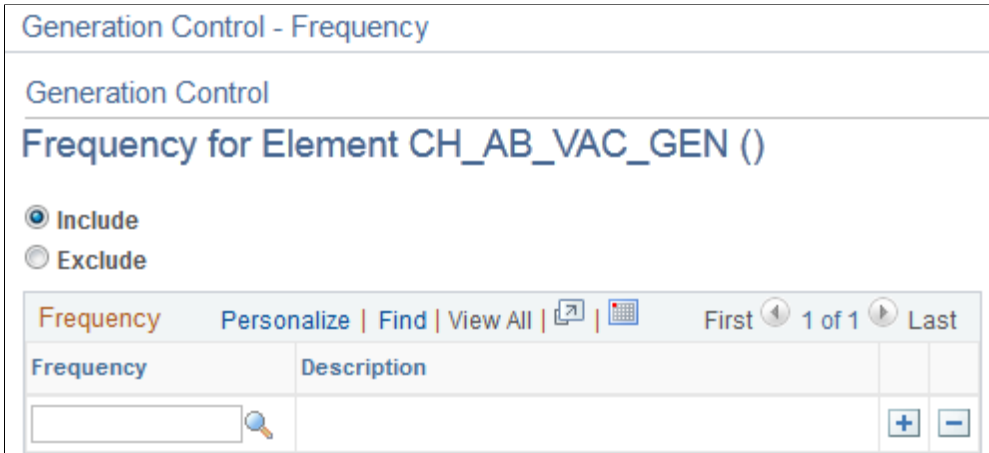 Generation Control - Frequency
Generation Control
Frequency for Element CH_AB_VAC_GEN ()
Include
Exclude
Frequency Personalize | Find | View All | | First 1 of 1 Last
Frequency Description